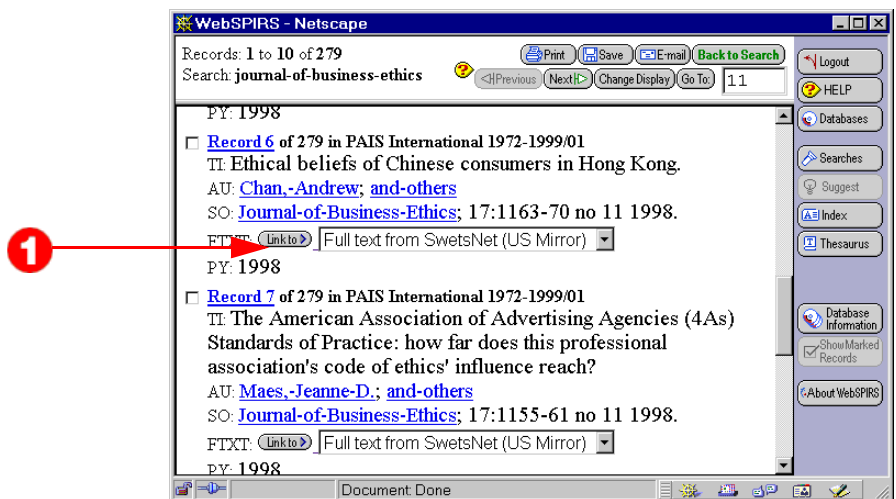 WebSPIRS - Netscape
Records: 1 to 10 of 279
Search: journal-of-business-ethics
Print Save E-mail Back to Search
Previous Next Change Display Go To: 11
Logout
HELP
Databases
Searches
Suggest
Index
Thesaurus
Database Information
Show Marked Records
About WebSPIRS
PY: 1998
Record 6 of 279 in PAIS International 1972-1999/01
TI: Ethical beliefs of Chinese consumers in Hong Kong.
AU: Chan,-Andrew; and-others
SO: Journal-of-Business-Ethics; 17:1163-70 no 11 1998.
1
FTXT: Link to Full text from SwetsNet (US Mirror)
PY: 1998
Record 7 of 279 in PAIS International 1972-1999/01
TI: The American Association of Advertising Agencies (4As)
Standards of Practice: how far does this professional
association's code of ethics' influence reach?
AU: Maes,-Jeanne-D.; and-others
SO: Journal-of-Business-Ethics; 17:1155-61 no 11 1998.
FTXT: Link to Full text from SwetsNet (US Mirror)
PY: 1998
Document: Done